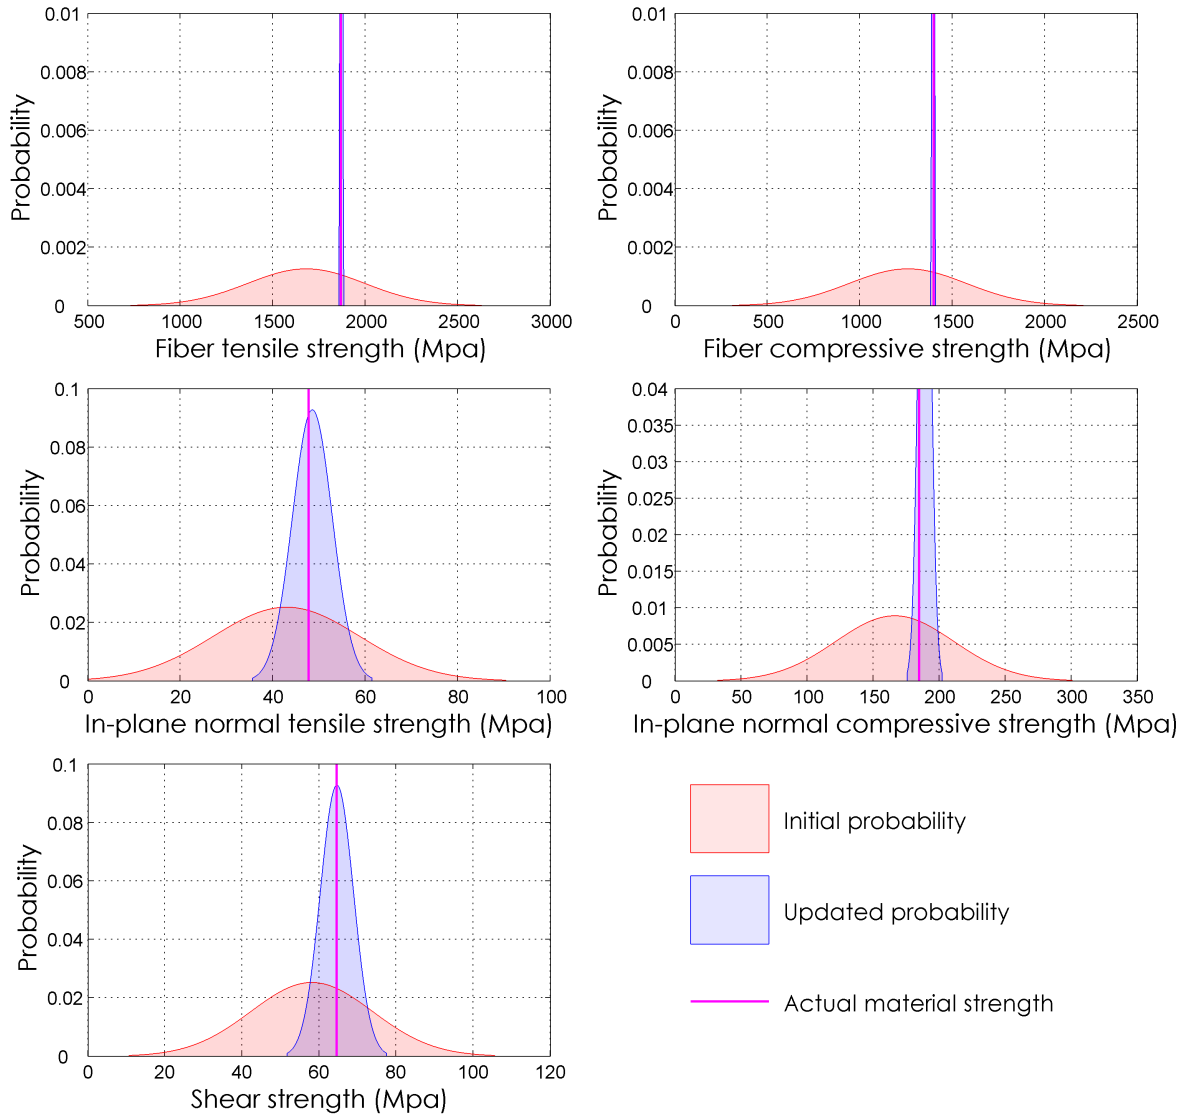 0.01
0.008
0.006
0.004
0.002
0
Probability
500 1000 1500 2000 2500 3000
Fiber tensile strength (Mpa)
0.01
0.008
0.006
0.004
0.002
0
Probability
0 500 1000 1500 2000 2500
Fiber compressive strength (Mpa)
0.1
0.08
0.06
0.04
0.02
0
Probability
0 20 40 60 80 100
In-plane normal tensile strength (Mpa)
0.04
0.035
0.03
0.025
0.02
0.015
0.01
0.005
0
Probability
0 50 100 150 200 250 300 350
In-plane normal compressive strength (Mpa)
0.1
0.08
0.06
0.04
0.02
0
Probability
0 20 40 60 80 100 120
Shear strength (Mpa)
Initial probability
Updated probability
Actual material strength